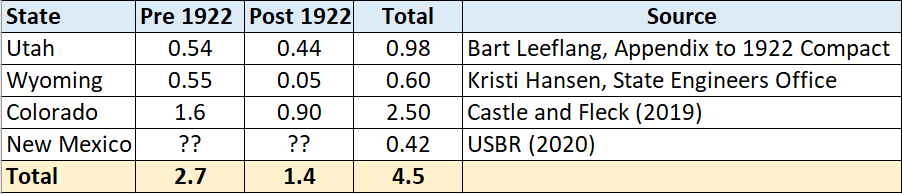 State Pre 1922 Post 1922 Total Source
Utah 0.54 0.44 0.98 Bart Leeflang, Appendix to 1922 Compact
Wyoming 0.55 0.05 0.60 Kristi Hansen, State Engineers Office
Colorado 1.6 0.90 2.50 Castle and Fleck (2019)
New Mexico ?? ?? 0.42 USBR (2020)
Total 2.7 1.4 4.5